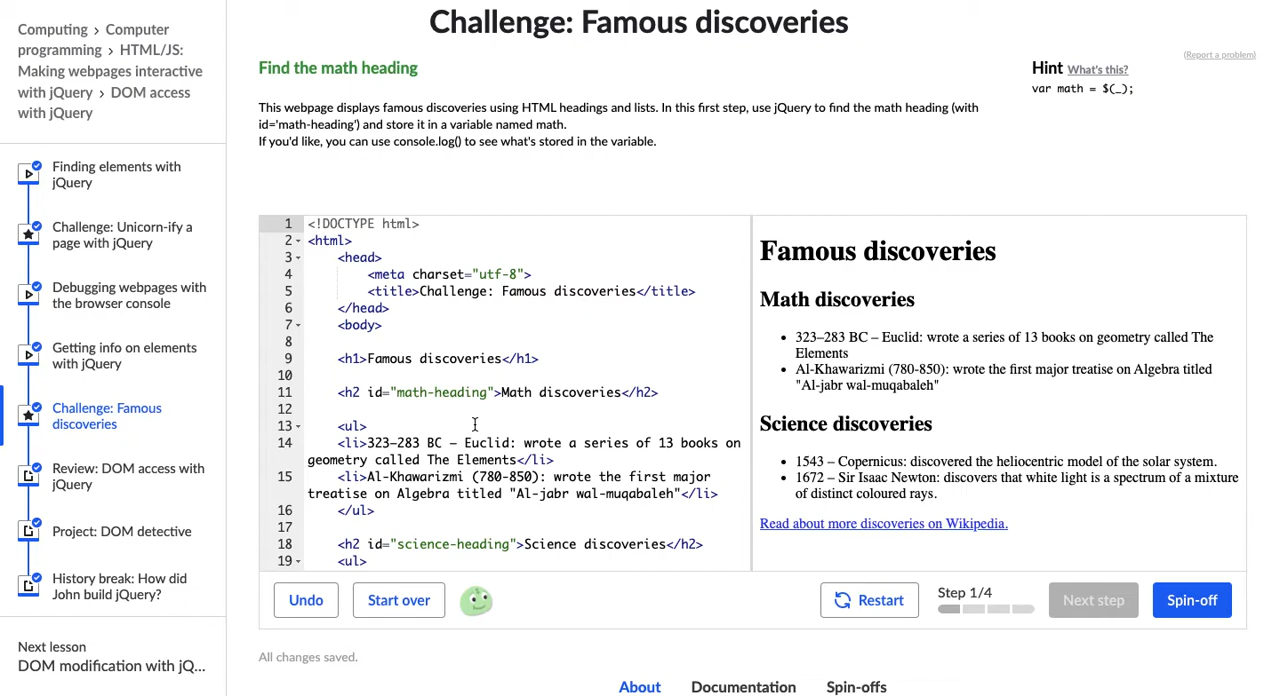 Computing › Computer
programming › HTML/JS:
Making webpages interactive
with jQuery › DOM access
with jQuery
Finding elements with
jQuery
Challenge: Unicorn-ify a
page with jQuery
Debugging webpages with
the browser console
Getting info on elements
with jQuery
Challenge: Famous
discoveries
Review: DOM access with
jQuery
Project: DOM detective
History break: How did
John build jQuery?
Next lesson
DOM modification with jQ...
Challenge: Famous discoveries
(Report a problem)
Find the math heading
This webpage displays famous discoveries using HTML headings and lists. In this first step, use jQuery to find the math heading (with
id='math-heading') and store it in a variable named math.
If you'd like, you can use console.log() to see what's stored in the variable.
Hint What's this?
var math = $(_);
1 <!DOCTYPE html>
2 <html>
3 <head>
4 <meta charset="utf-8">
5 <title>Challenge: Famous discoveries</title>
6 </head>
7 <body>
8
9 <h1>Famous discoveries</h1>
10
11 <h2 id="math-heading">Math discoveries</h2>
12
13 <ul>
14 <li>323–283 BC – Euclid: wrote a series of 13 books on
geometry called The Elements</li>
15 <li>Al-Khawarizmi (780-850): wrote the first major
treatise on Algebra titled "Al-jabr wal-muqabaleh"</li>
16 </ul>
17
18 <h2 id="science-heading">Science discoveries</h2>
19 <ul>
Famous discoveries
Math discoveries
• 323–283 BC – Euclid: wrote a series of 13 books on geometry called The
Elements
• Al-Khawarizmi (780-850): wrote the first major treatise on Algebra titled
"Al-jabr wal-muqabaleh"
Science discoveries
• 1543 – Copernicus: discovered the heliocentric model of the solar system.
• 1672 – Sir Isaac Newton: discovers that white light is a spectrum of a mixture
of distinct coloured rays.
Read about more discoveries on Wikipedia.
Undo
Start over
Restart
Step 1/4
Next step
Spin-off
All changes saved.
About
Documentation
Spin-offs